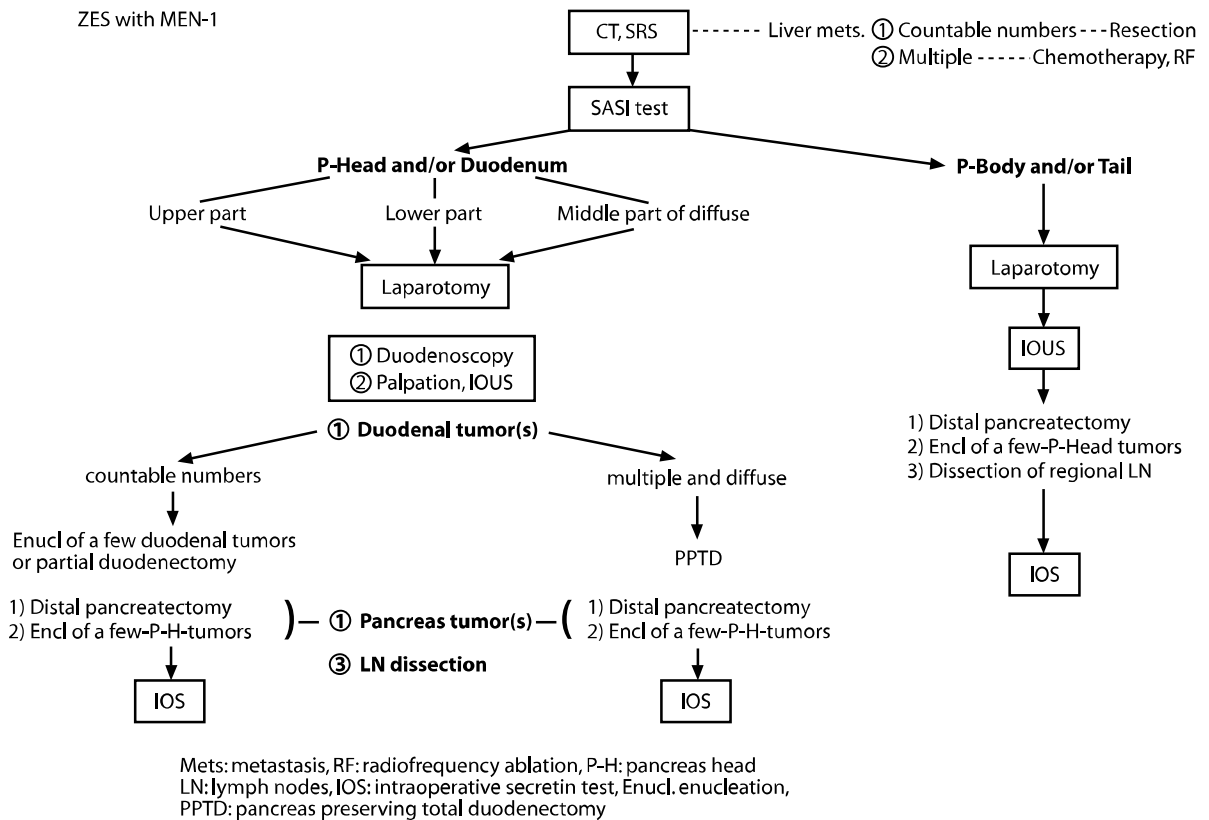 ZES with MEN-1
CT, SRS
Liver mets. ① Countable numbers Resection
② Multiple Chemotherapy, RF
SASI test
P-Head and/or Duodenum
P-Body and/or Tail
Upper part
Lower part
Middle part of diffuse
Laparotomy
Laparotomy
① Duodenoscopy
② Palpation, IOUS
IOUS
① Duodenal tumor(s)
1) Distal pancreatectomy
2) Encl of a few-P-Head tumors
3) Dissection of regional LN
countable numbers
multiple and diffuse
Enucl of a few duodenal tumors
or partial duodenectomy
PPTD
IOS
1) Distal pancreatectomy
2) Encl of a few-P-H-tumors
) — ① Pancreas tumor(s) — (
1) Distal pancreatectomy
2) Encl of a few-P-H-tumors
③ LN dissection
IOS
IOS
Mets: metastasis, RF: radiofrequency ablation, P-H: pancreas head
LN: lymph nodes, IOS: intraoperative secretin test, Enucl. enucleation,
PPTD: pancreas preserving total duodenectomy